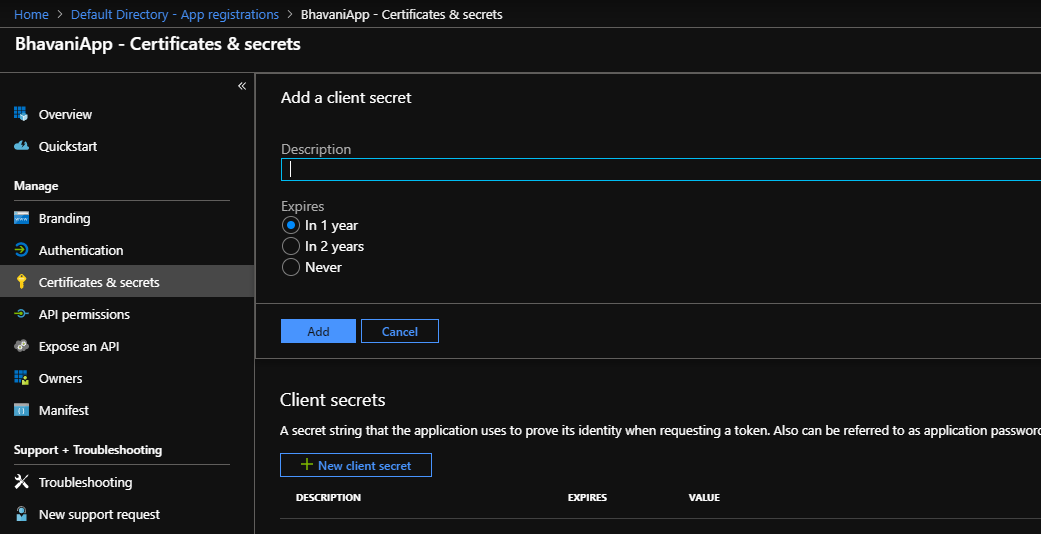 Home > Default Directory - App registrations > BhavaniApp - Certificates & secrets
BhavaniApp - Certificates & secrets
«
Overview
Quickstart
Manage
Branding
Authentication
Certificates & secrets
API permissions
Expose an API
Owners
Manifest
Support + Troubleshooting
Troubleshooting
New support request
Add a client secret
Description
Expires
In 1 year
In 2 years
Never
Add Cancel
Client secrets
A secret string that the application uses to prove its identity when requesting a token. Also can be referred to as application password
+ New client secret
DESCRIPTION EXPIRES VALUE